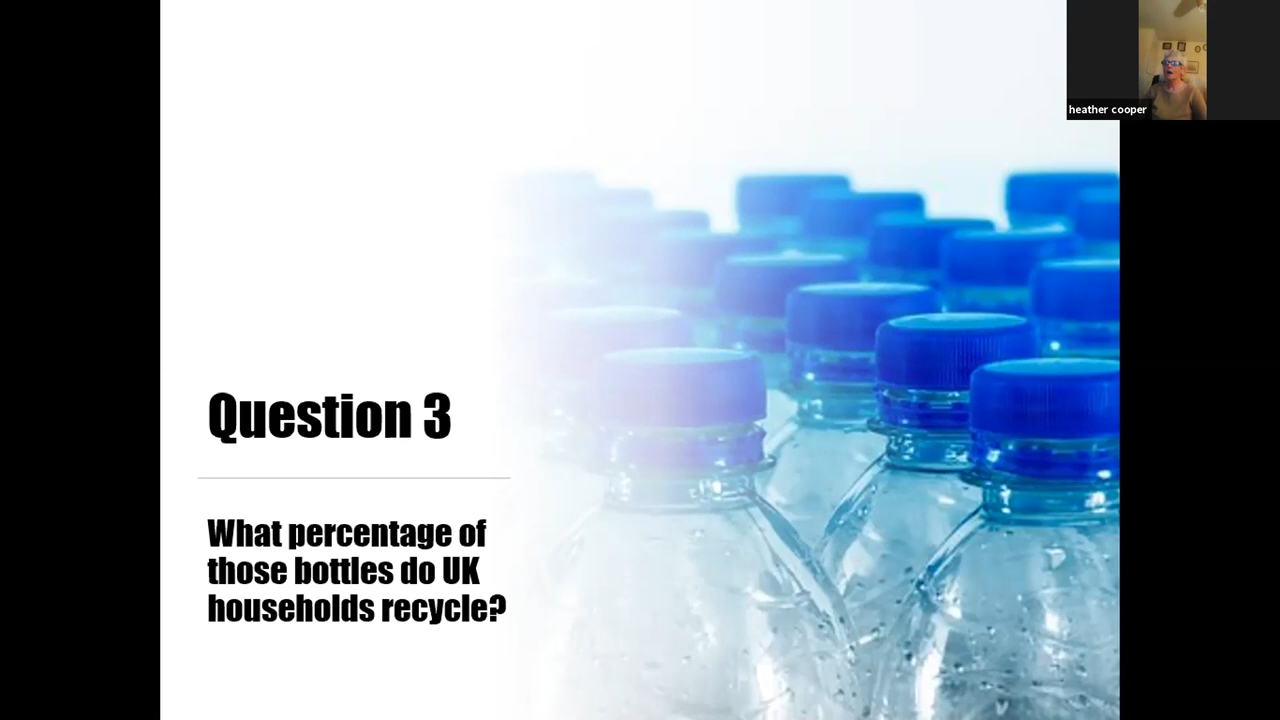 heather cooper
Question 3
What percentage of
those bottles do UK
households recycle?